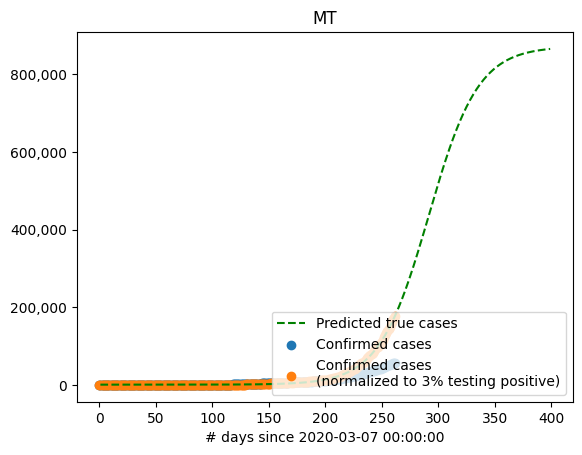 MT
800,000
600,000
400,000
200,000
0
Predicted true cases
Confirmed cases
Confirmed cases
(normalized to 3% testing positive)
0 50 100 150 200 250 300 350 400
# days since 2020-03-07 00:00:00